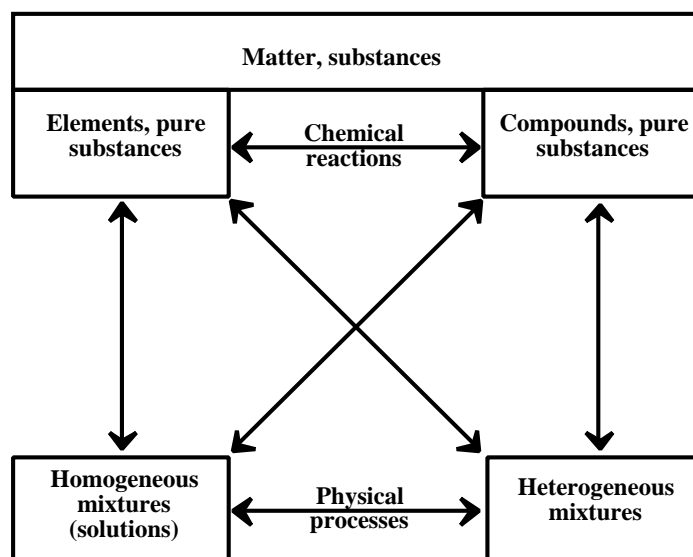 Matter, substances
Elements, pure
substances
Chemical
reactions
Compounds, pure
substances
Homogeneous
mixtures
(solutions)
Physical
processes
Heterogeneous
mixtures